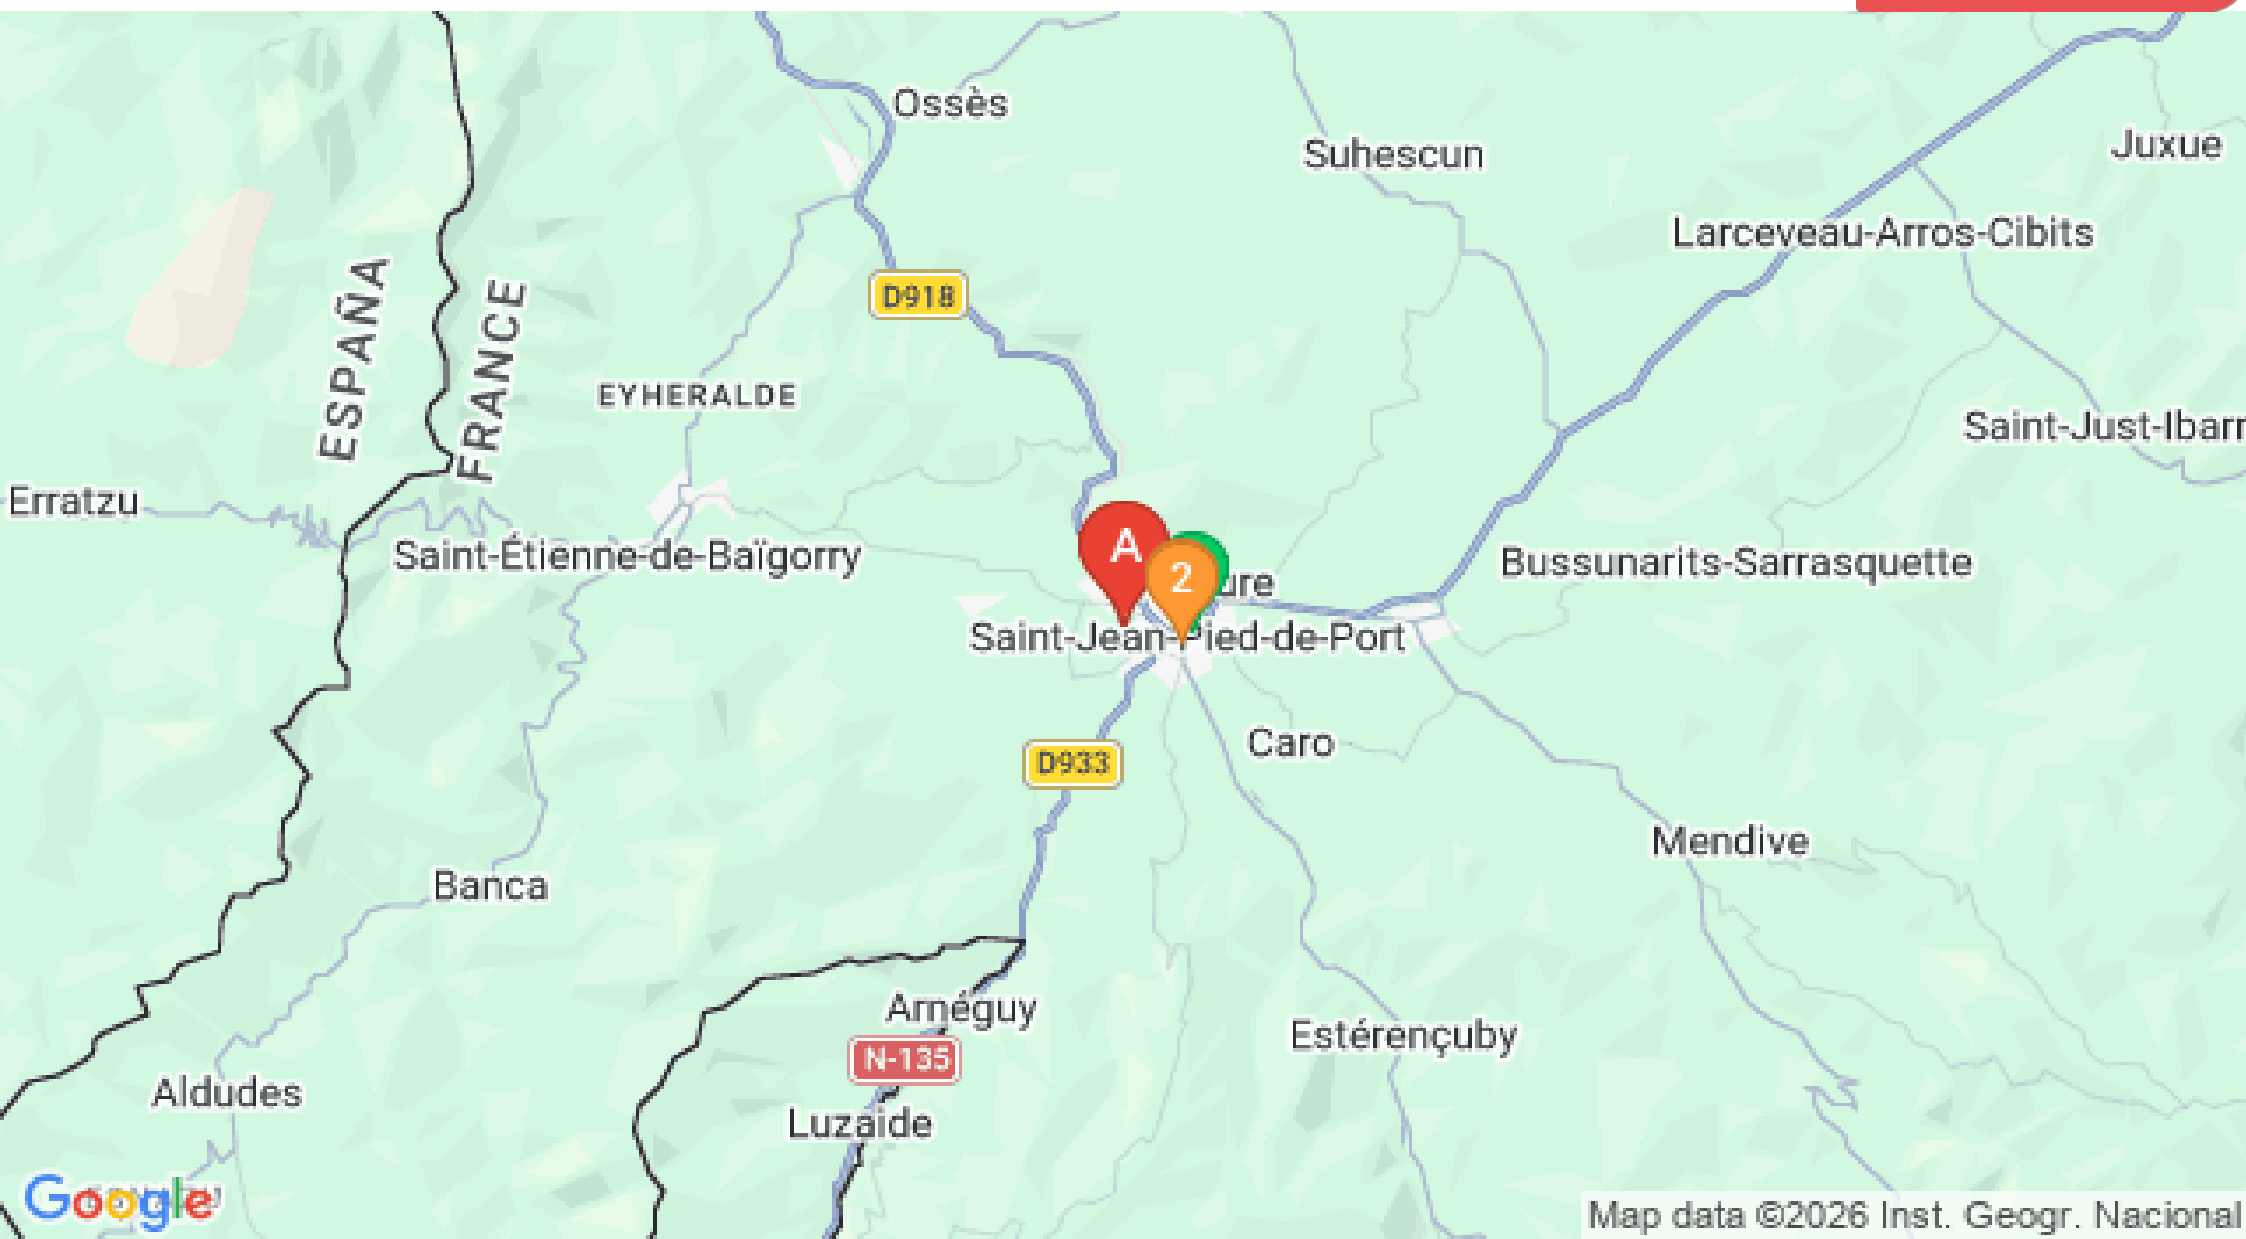 Ossès
Suhescun
Juxue
Larceveau-Arros-Cibits
ESPAÑA
FRANCE
D918
EYHERALDE
Saint-Just-Ibarr
Erratzu
Saint-Étienne-de-Baïgorry
A
2
ure
Bussunarits-Sarrasquette
Saint-Jean-Pied-de-Port
Caro
D933
Mendive
Banca
Arnéguy
Estérençuby
N-135
Aldudes
Luzaide
Google
Map data ©2026 Inst. Geogr. Nacional